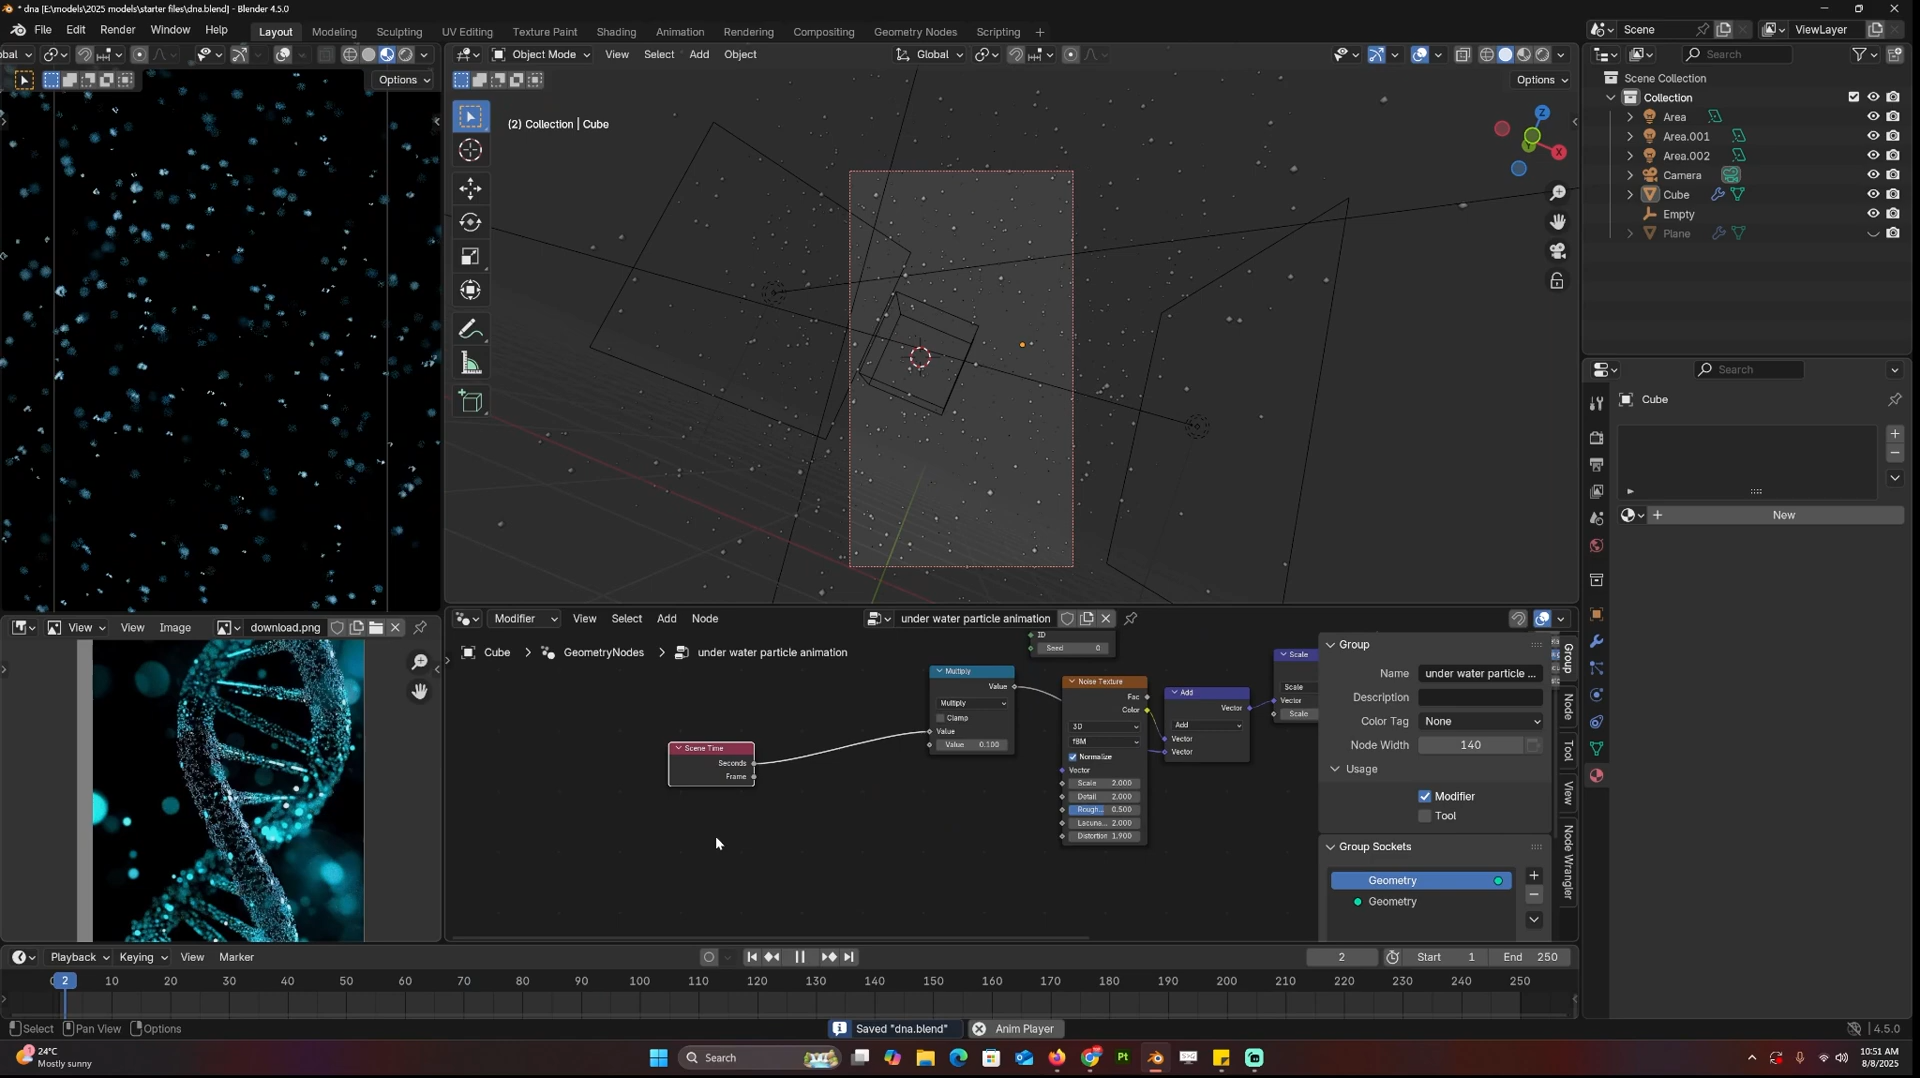 * dna [E:\models\2025 models\starter files\dna.blend] - Blender 4.5.0
File Edit Render Window Help
Layout Modeling Sculpting UV Editing Texture Paint Shading Animation Rendering Geometry Nodes Compositing Scripting +
Scene
ViewLayer
Object Mode View Select Add Object
Global
Search
Options
Options
(2) Collection | Cube
Z
X
Scene Collection
Collection
Area
Area.001
Area.002
Camera
Cube
Empty
Plane
Search
Cube
New
View View Image download.png
Modifier View Select Add Node
under water particle animation
Cube > GeometryNodes > under water particle animation
ID
Seed 0
Multiply
Value
Multiply
Clamp
Value
Value 0.100
Scene Time
Seconds
Frame
Noise Texture
Fac
Color
3D
fBM
Normalize
Vector
Scale 2.000
Detail 2.000
Rough... 0.500
Lacuna... 2.000
Distortion 1.900
Add
Vector
Add
Vector
Vector
Scale
Scale
Vector
Scale
Group
Name under water particle ...
Description
Color Tag None
Node Width 140
Usage
Modifier
Tool
Group Sockets
Geometry
Geometry
Group
Node
Tool
View
Node Wrangler
Playback Keying View Marker
2
Start 1
End 250
2 10 20 30 40 50 60 70 80 90 100 110 120 130 140 150 160 170 180 190 200 210 220 230 240 250
Select Pan View Options
Saved "dna.blend"
Anim Player
4.5.0
24°C
Mostly sunny
Search
Pt
10:51 AM
8/8/2025